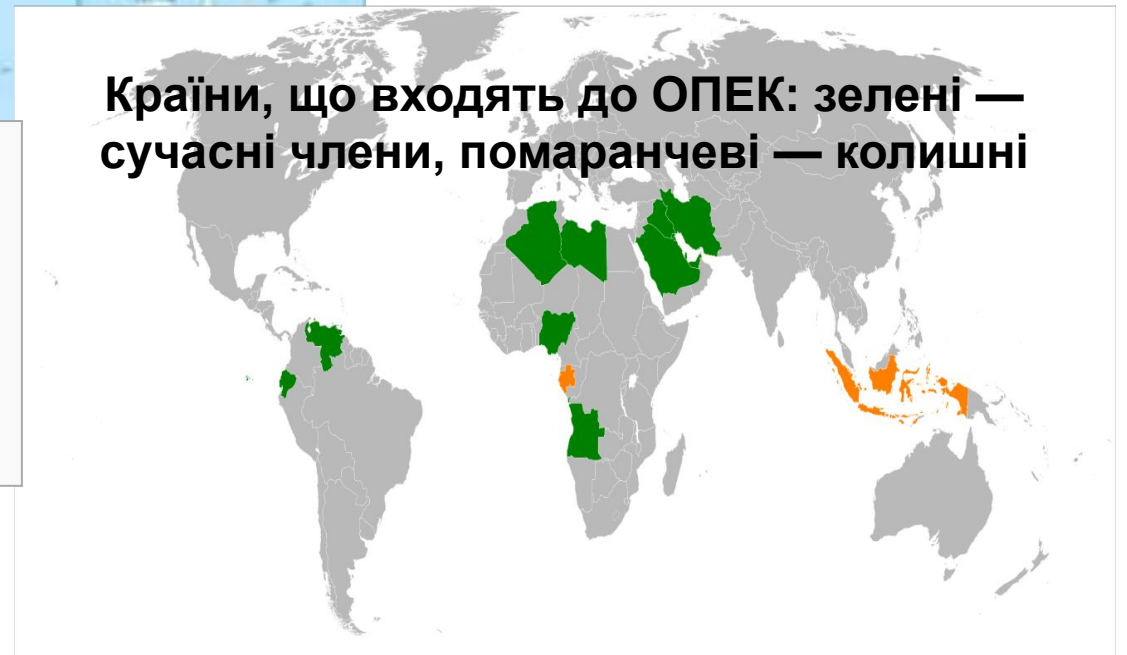 Країни, що входять до ОПЕК: зелені —
сучасні члени, помаранчеві — колишні